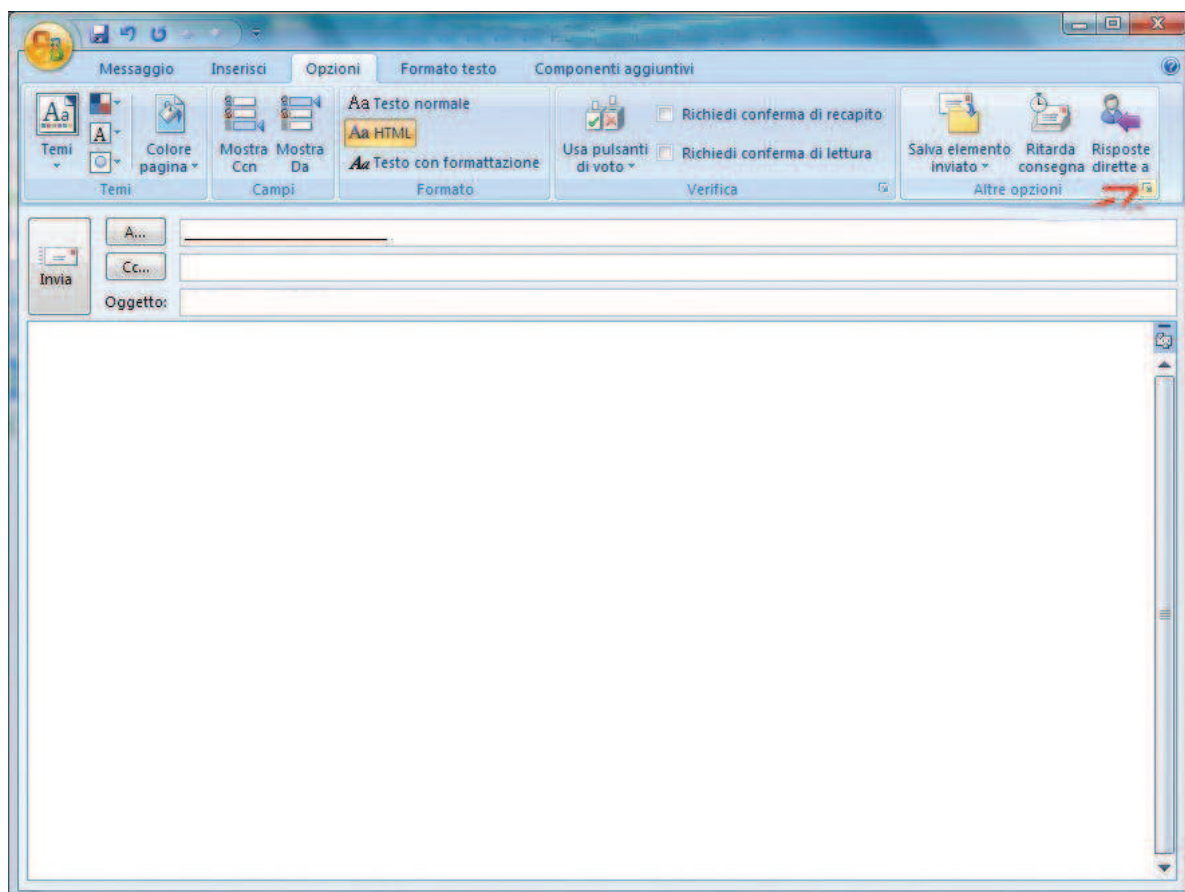 Messaggio Inserisci Opzioni Formato testo Componenti aggiuntivi
Aa Temi
A
Colore pagina
Temi
Mostra Ccn
Mostra Da
Campi
Aa Testo normale
Aa HTML
Aa Testo con formattazione
Formato
Usa pulsanti di voto
Richiedi conferma di recapito
Richiedi conferma di lettura
Verifica
Salva elemento inviato
Ritarda consegna
Risposte dirette a
Altre opzioni
Invia
A...
Cc...
Oggetto: